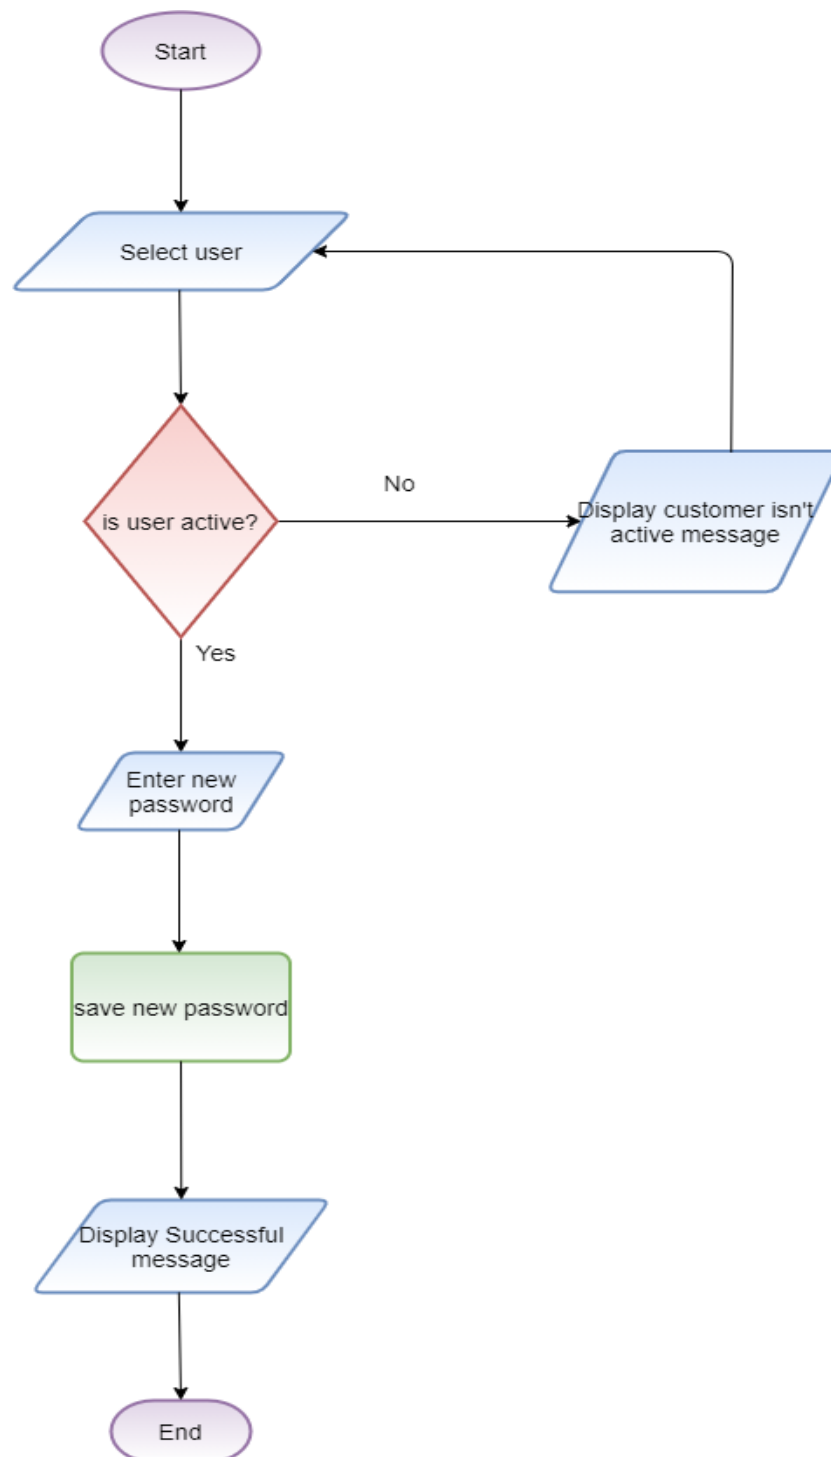 Start
Select user
is user active?
No
Display customer isn't
active message
Yes
Enter new
password
save new password
Display Successful
message
End